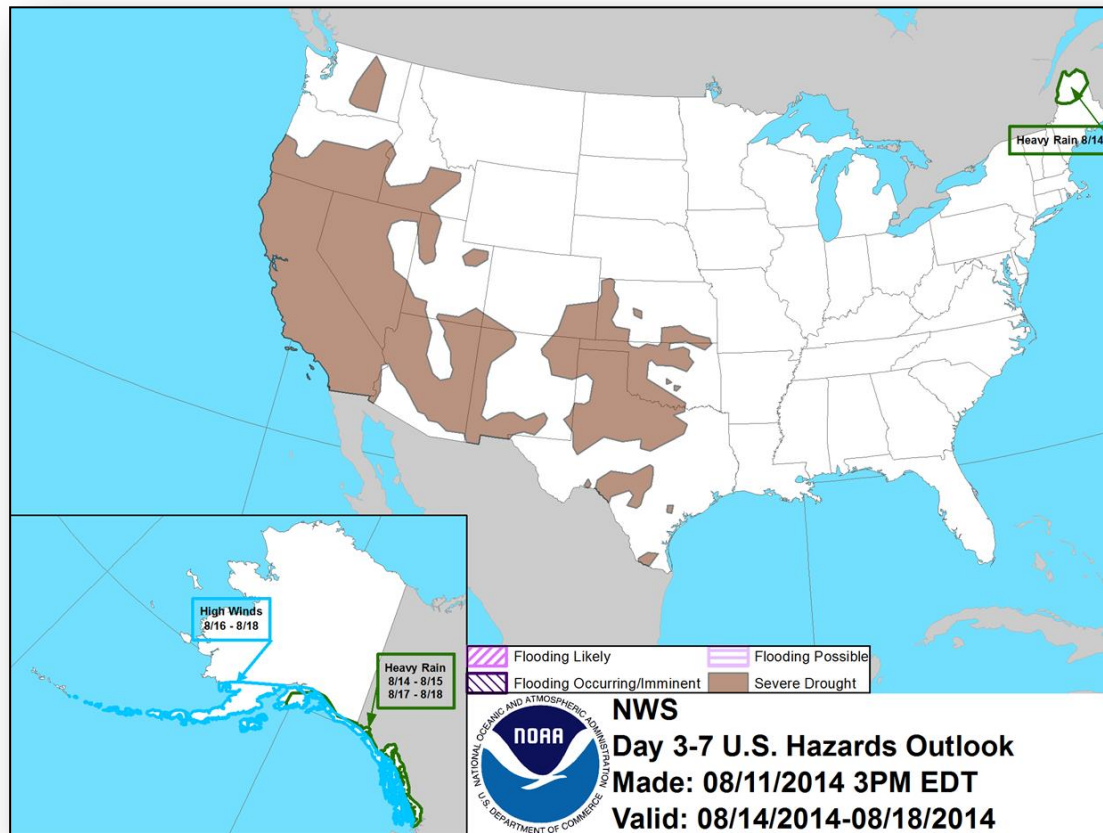 Heavy Rain 8/14
High Winds
8/16 - 8/18
Heavy Rain
8/14 - 8/15
8/17 - 8/18
Flooding Likely
Flooding Possible
Flooding Occurring/Imminent
Severe Drought
NATIONAL OCEANIC AND ATMOSPHERIC ADMINISTRATION
NOAA
U.S. DEPARTMENT OF COMMERCE
NWS
Day 3-7 U.S. Hazards Outlook
Made: 08/11/2014 3PM EDT
Valid: 08/14/2014-08/18/2014